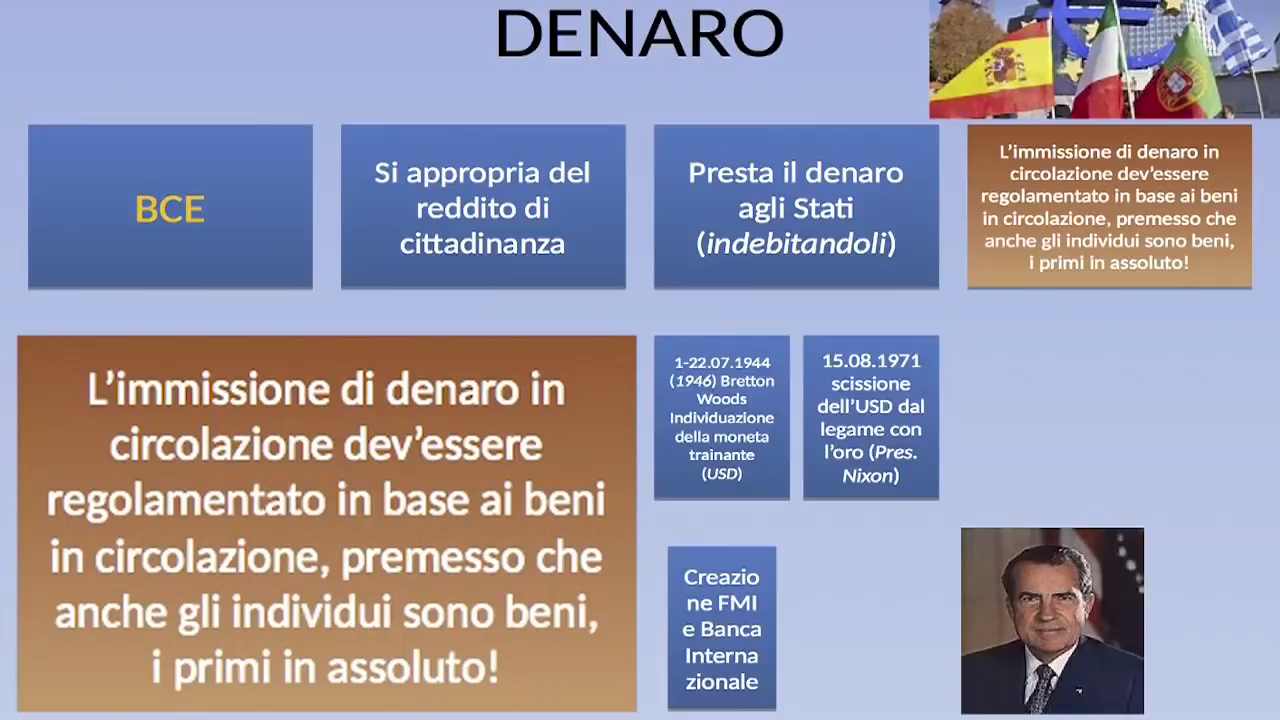 DENARO
BCE
Si appropria del
reddito di
cittadinanza
Presta il denaro
agli Stati
(indebitandoli)
L’immissione di denaro in
circolazione dev’essere
regolamentato in base ai beni
in circolazione, premesso che
anche gli individui sono beni,
i primi in assoluto!
L’immissione di denaro in
circolazione dev’essere
regolamentato in base ai beni
in circolazione, premesso che
anche gli individui sono beni,
i primi in assoluto!
1-22.07.1944
(1946) Bretton
Woods
Individuazione
della moneta
trainante
(USD)
15.08.1971
scissione
dell’USD dal
legame con
l’oro (Pres.
Nixon)
Creazio
ne FMI
e Banca
Interna
zionale